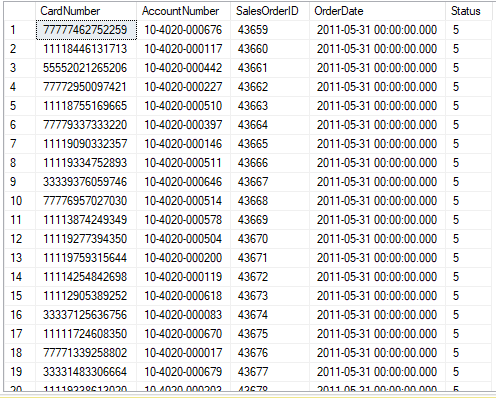 CardNumber AccountNumber SalesOrderID OrderDate Status
1 77777462752259 10-4020-000676 43659 2011-05-31 00:00:00.000 5
2 11118446131713 10-4020-000117 43660 2011-05-31 00:00:00.000 5
3 55552021265206 10-4020-000442 43661 2011-05-31 00:00:00.000 5
4 77772950097421 10-4020-000227 43662 2011-05-31 00:00:00.000 5
5 11118755169665 10-4020-000510 43663 2011-05-31 00:00:00.000 5
6 77779337333220 10-4020-000397 43664 2011-05-31 00:00:00.000 5
7 11119090332357 10-4020-000146 43665 2011-05-31 00:00:00.000 5
8 11119334752893 10-4020-000511 43666 2011-05-31 00:00:00.000 5
9 33339376059746 10-4020-000646 43667 2011-05-31 00:00:00.000 5
10 77776957027030 10-4020-000514 43668 2011-05-31 00:00:00.000 5
11 11113874249349 10-4020-000578 43669 2011-05-31 00:00:00.000 5
12 11119277394350 10-4020-000504 43670 2011-05-31 00:00:00.000 5
13 11119759315644 10-4020-000200 43671 2011-05-31 00:00:00.000 5
14 11114254842698 10-4020-000119 43672 2011-05-31 00:00:00.000 5
15 11112905389252 10-4020-000618 43673 2011-05-31 00:00:00.000 5
16 33337125636756 10-4020-000083 43674 2011-05-31 00:00:00.000 5
17 11111724608350 10-4020-000670 43675 2011-05-31 00:00:00.000 5
18 77771339258802 10-4020-000017 43676 2011-05-31 00:00:00.000 5
19 33331483306664 10-4020-000679 43677 2011-05-31 00:00:00.000 5
20 43678 2011-05-31 00:00:00.000 5